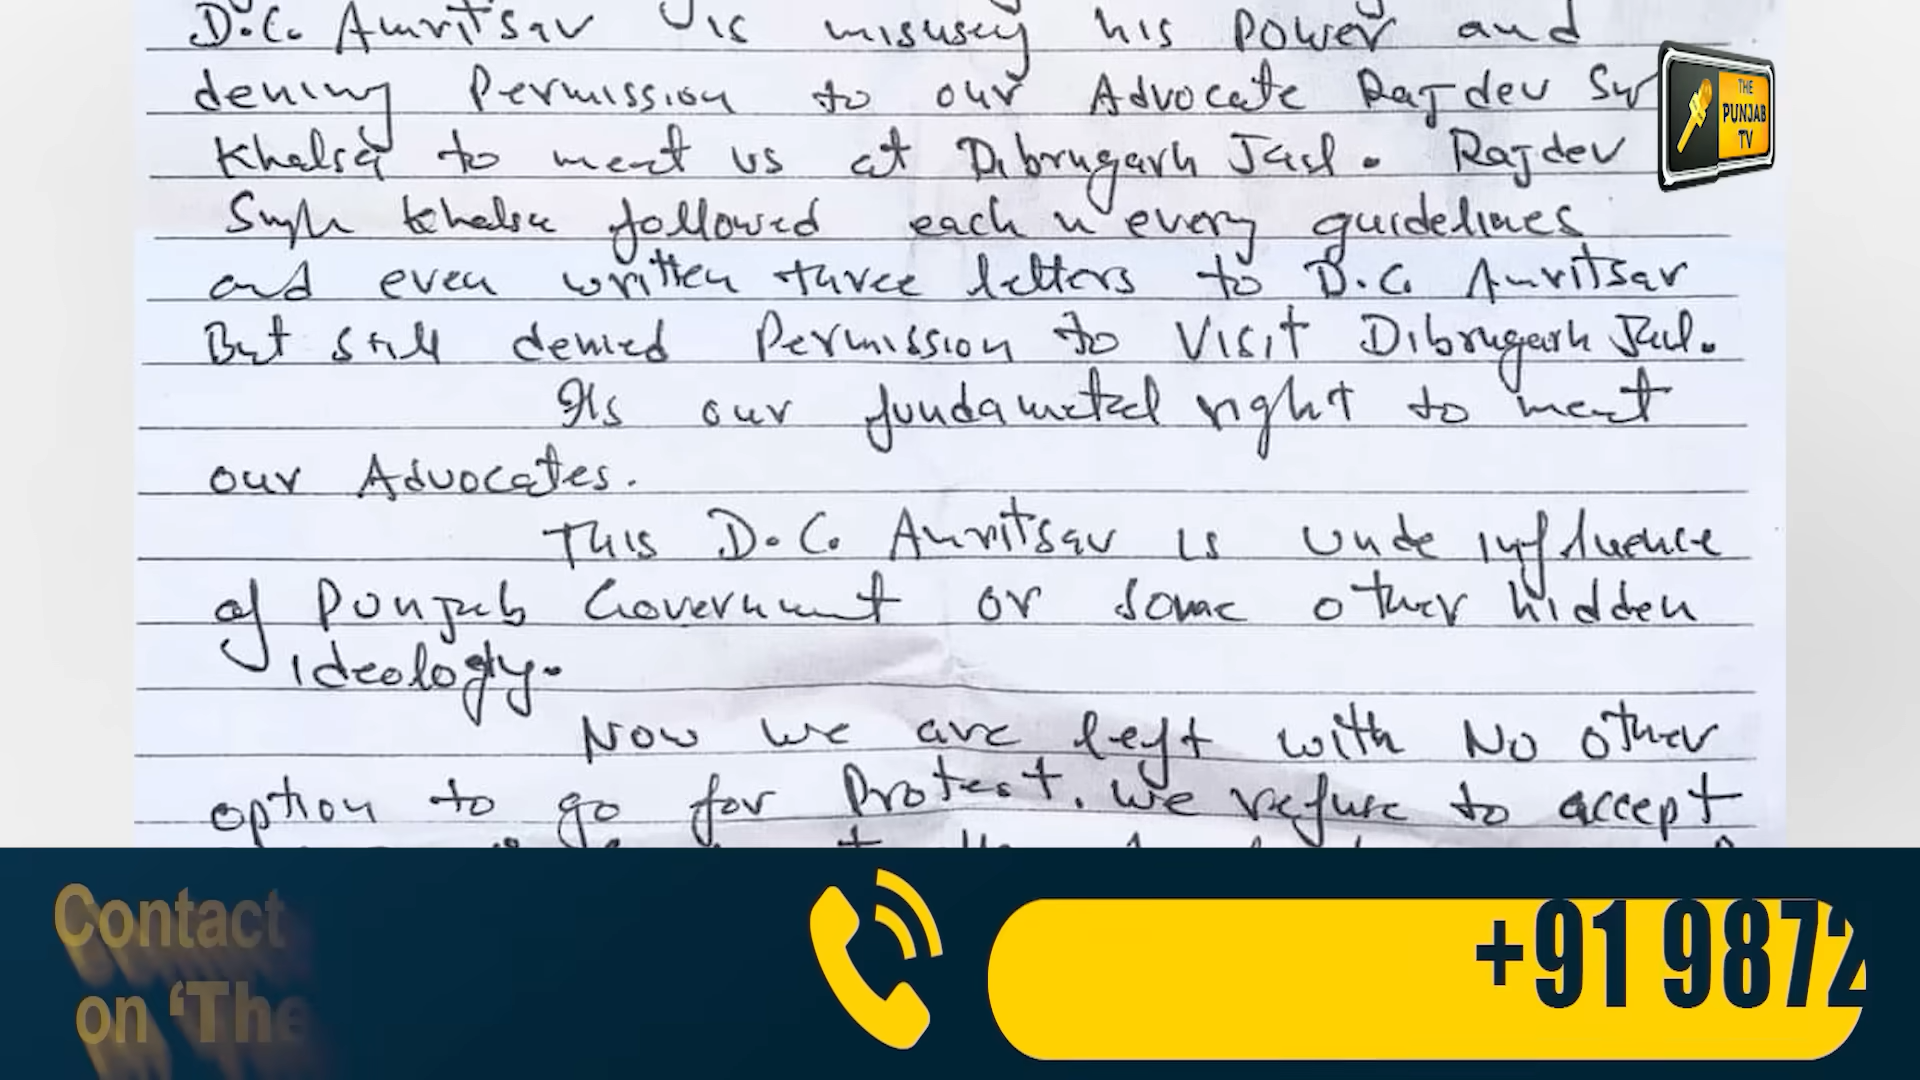 D.C. Amritsar is misusing his Power and
dening Permission to our Advocate Rajdev
Khalsa to meet us at Dibrugarh Jail. Rajdev
Singh Khalsa followed each n every guidelines
and even written three letters to D.C. Amritsar
But still denied Permission to Visit Dibrugarh Jail.
Its our fundametal right to meet
our Advocates.
This D.C. Amritsar is unde influence
of Punjab Government or some other hidden
ideology.
Now we are left with No other
option to go for Protest. We refuse to accept
THE
PUNJAB
TV
Contact
on ‘The
+91 9872